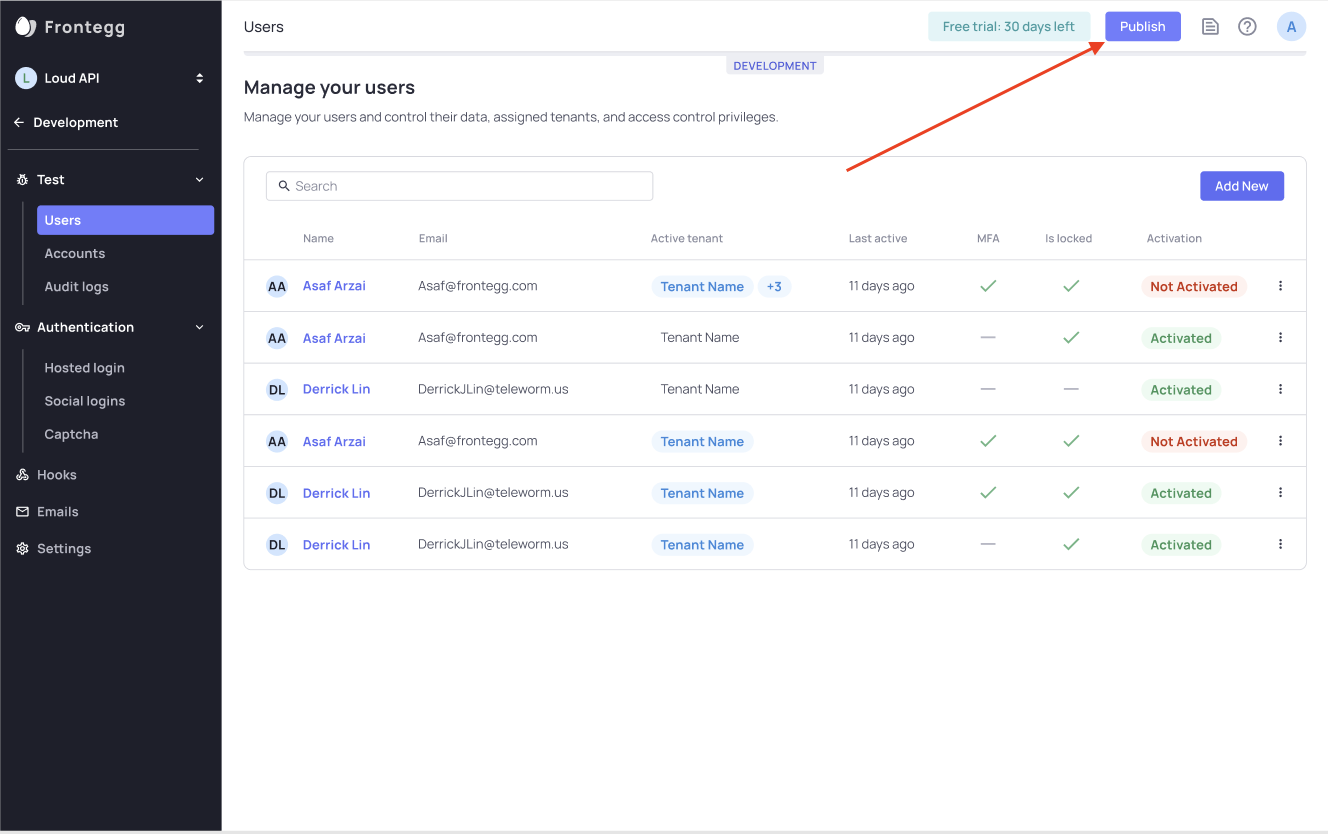 Frontegg
Users
Free trial: 30 days left
Publish
A
L
Loud API
DEVELOPMENT
Manage your users
Development
Manage your users and control their data, assigned tenants, and access control privileges.
Test
Search
Add New
Users
Accounts
Audit logs
Authentication
Hosted login
Social logins
Captcha
Hooks
Emails
Settings
Name Email Active tenant Last active MFA Is locked Activation
AA Asaf Arzai Asaf@frontegg.com Tenant Name +3 11 days ago Not Activated
AA Asaf Arzai Asaf@frontegg.com Tenant Name 11 days ago Activated
DL Derrick Lin DerrickJLin@teleworm.us Tenant Name 11 days ago Activated
AA Asaf Arzai Asaf@frontegg.com Tenant Name 11 days ago Not Activated
DL Derrick Lin DerrickJLin@teleworm.us Tenant Name 11 days ago Activated
DL Derrick Lin DerrickJLin@teleworm.us Tenant Name 11 days ago Activated